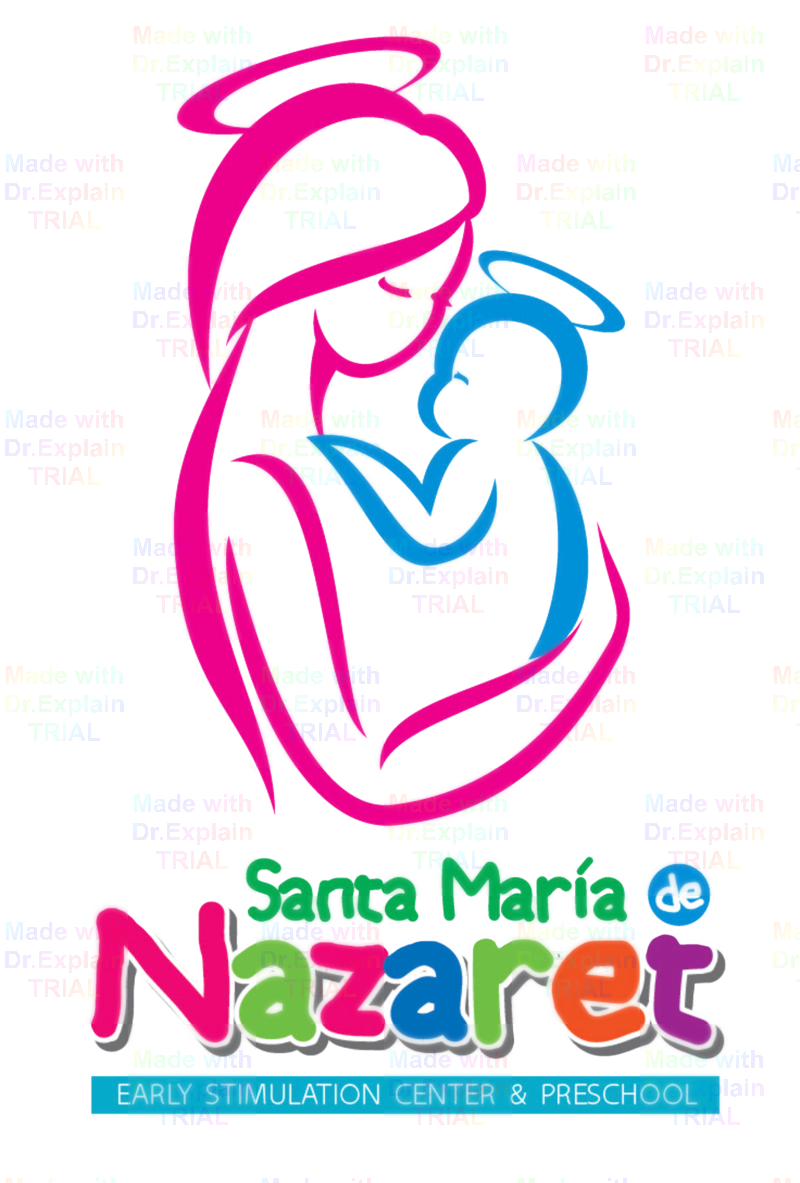 Santa María de
Nazaret
EARLY STIMULATION CENTER & PRESCHOOL
Made with
Dr.Explain
TRIAL